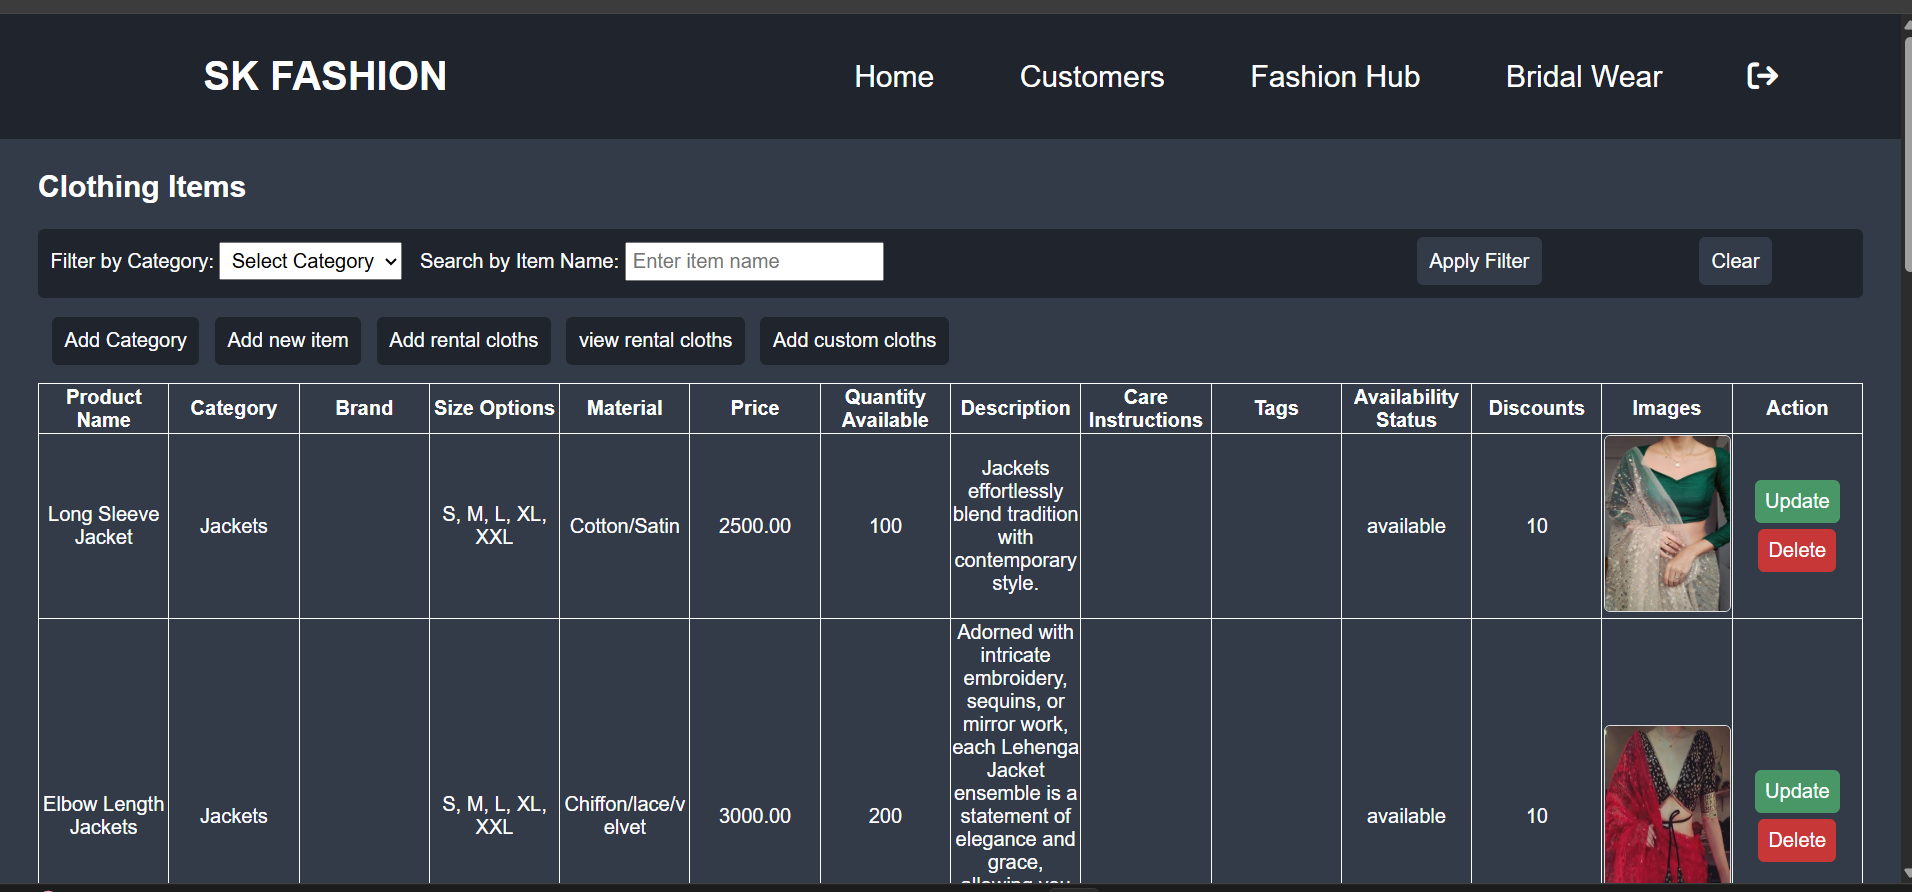 SK FASHION
Home
Customers
Fashion Hub
Bridal Wear
Clothing Items
Filter by Category:
Select Category
Search by Item Name:
Enter item name
Apply Filter
Clear
Add Category
Add new item
Add rental cloths
view rental cloths
Add custom cloths
Product
Name
Category
Brand
Size Options
Material
Price
Quantity
Available
Description
Care
Instructions
Tags
Availability
Status
Discounts
Images
Action
Long Sleeve
Jacket
Jackets
S, M, L, XL,
XXL
Cotton/Satin
2500.00
100
Jackets
effortlessly
blend tradition
with
contemporary
style.
available
10
Update
Delete
Elbow Length
Jackets
Jackets
S, M, L, XL,
XXL
Chiffon/lace/v
elvet
3000.00
200
Adorned with
intricate
embroidery,
sequins, or
mirror work,
each Lehenga
Jacket
ensemble is a
statement of
elegance and
grace,
allowing you
available
10
Update
Delete